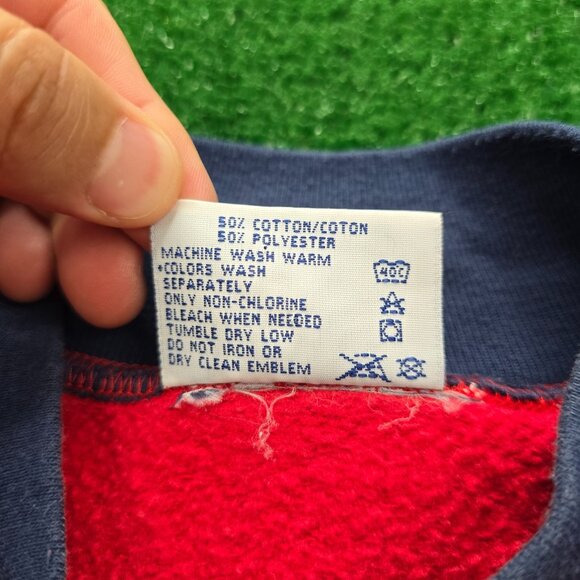 50% COTTON/COTON
50% POLYESTER
MACHINE WASH WARM
*COLORS WASH
SEPARATELY
ONLY NON-CHLORINE
BLEACH WHEN NEEDED
TUMBLE DRY LOW
DO NOT IRON OR
DRY CLEAN EMBLEM
40C